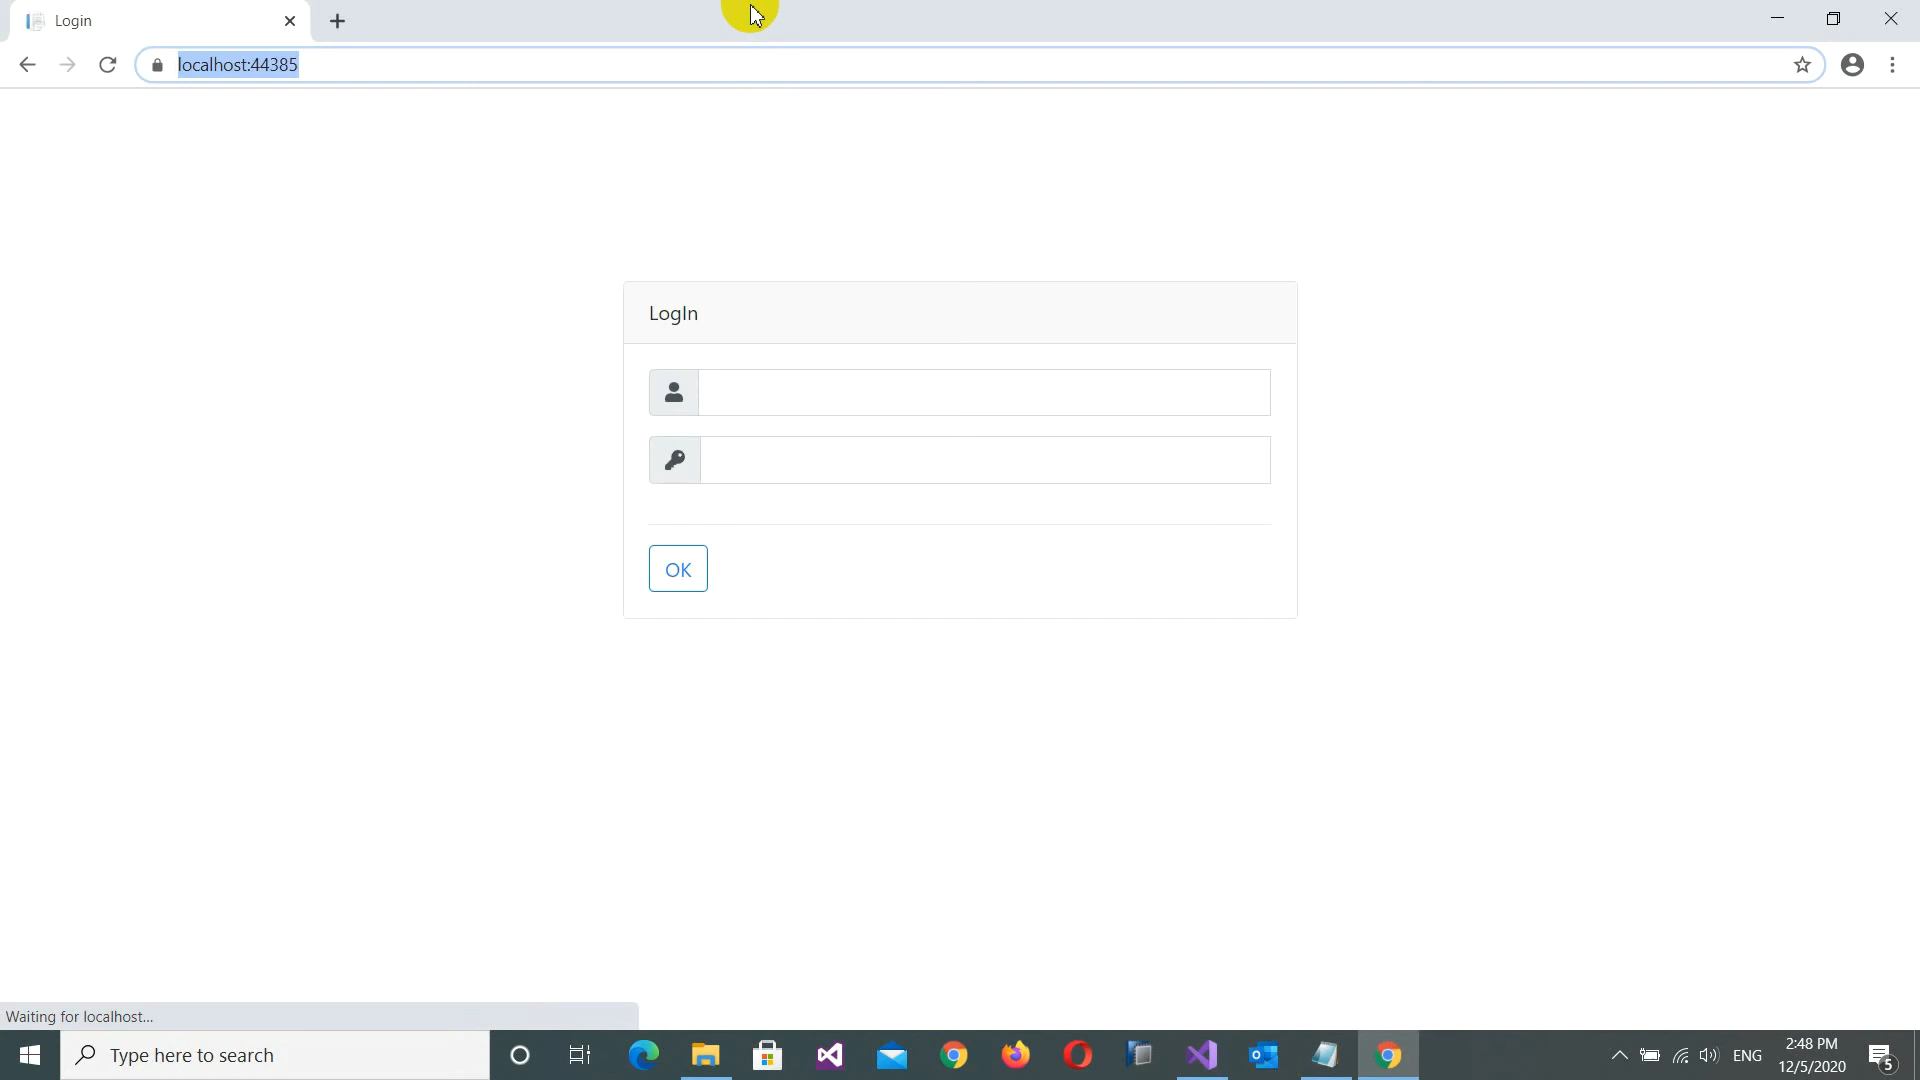 Login
localhost:44385
LogIn
OK
Waiting for localhost...
Type here to search
ENG
2:48 PM
12/5/2020
5